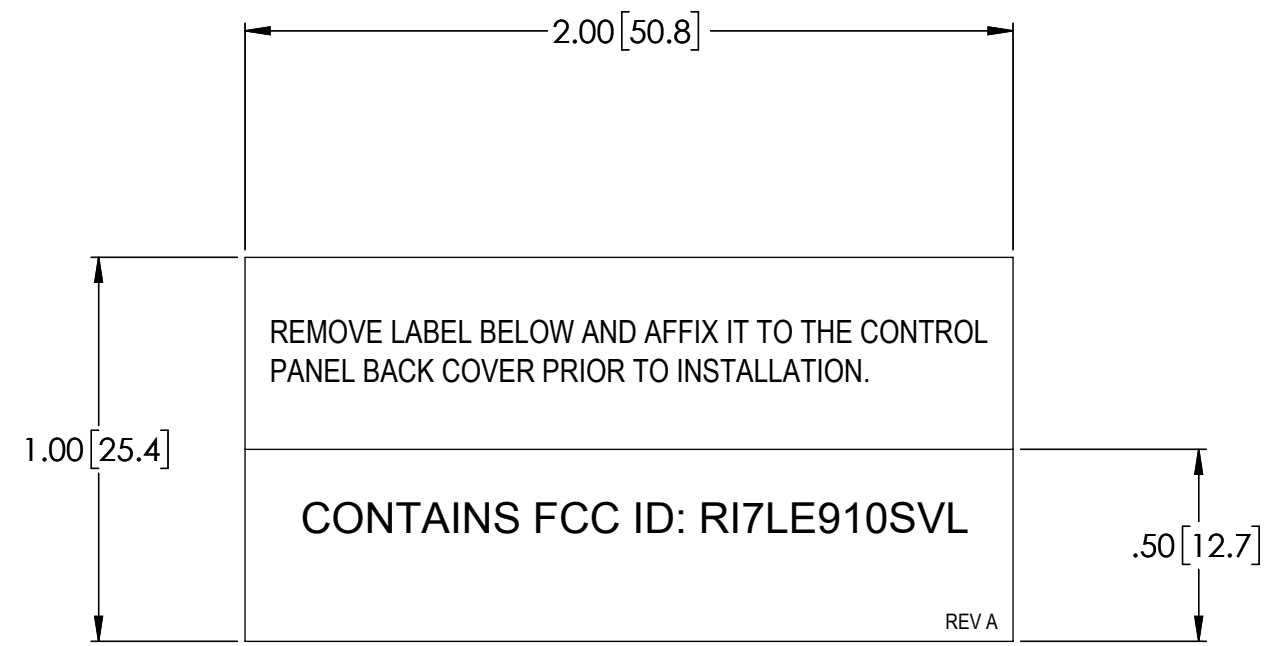 2.00[50.8]
REMOVE LABEL BELOW AND AFFIX IT TO THE CONTROL
PANEL BACK COVER PRIOR TO INSTALLATION.
1.00[25.4]
CONTAINS FCC ID: RI7LE910SVL
.50[12.7]
REV A